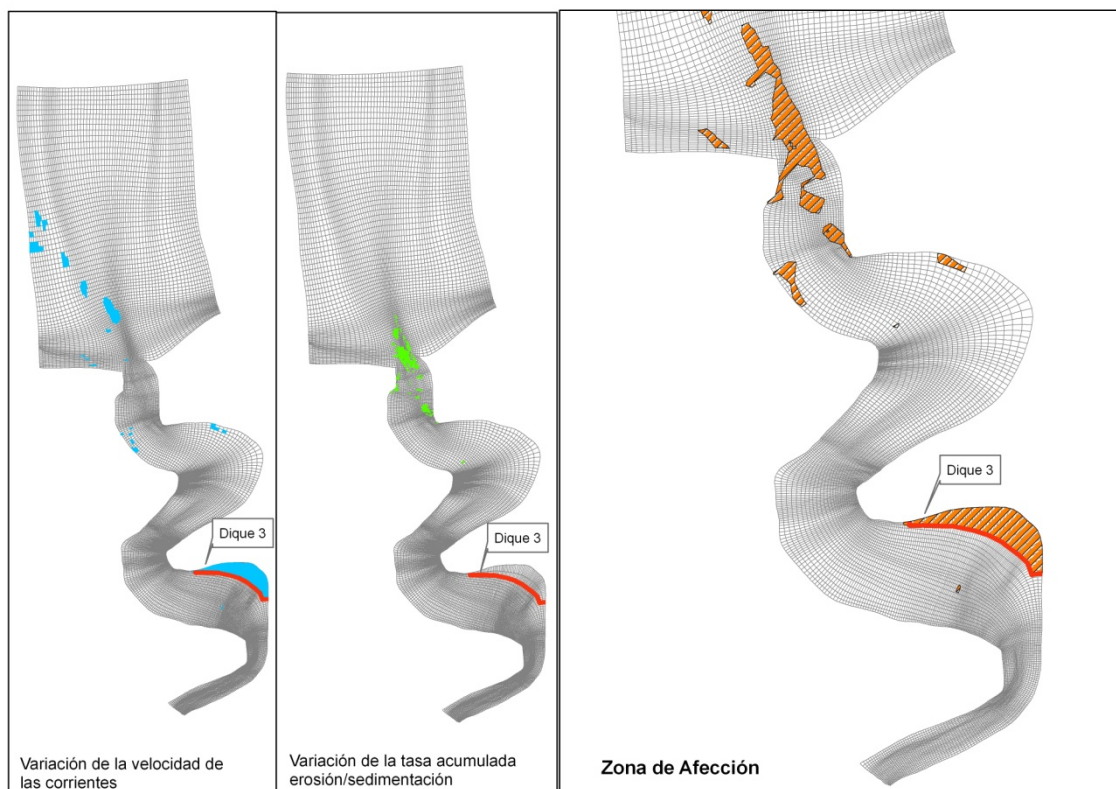 Dique 3
Variación de la velocidad de
las corrientes
Dique 3
Variación de la tasa acumulada
erosión/sedimentación
Dique 3
Zona de Afección